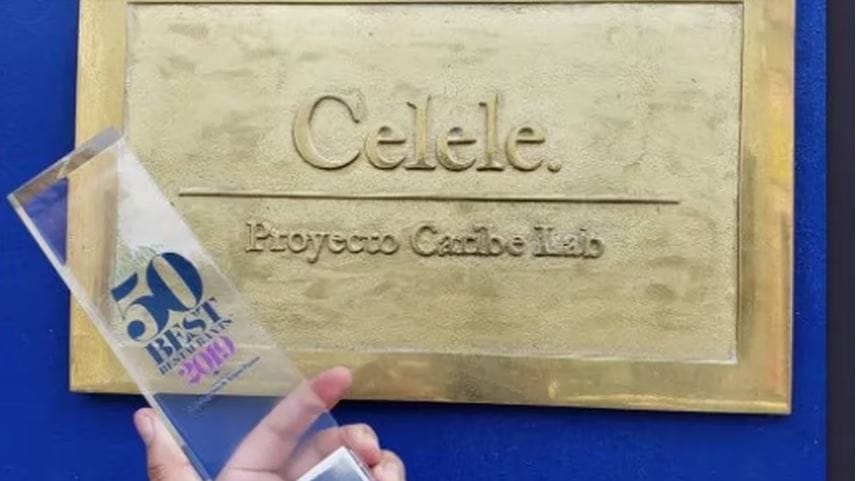 Celele.
Proyecto Caribe Lab
50
BEST
RESTAURANTS
2019